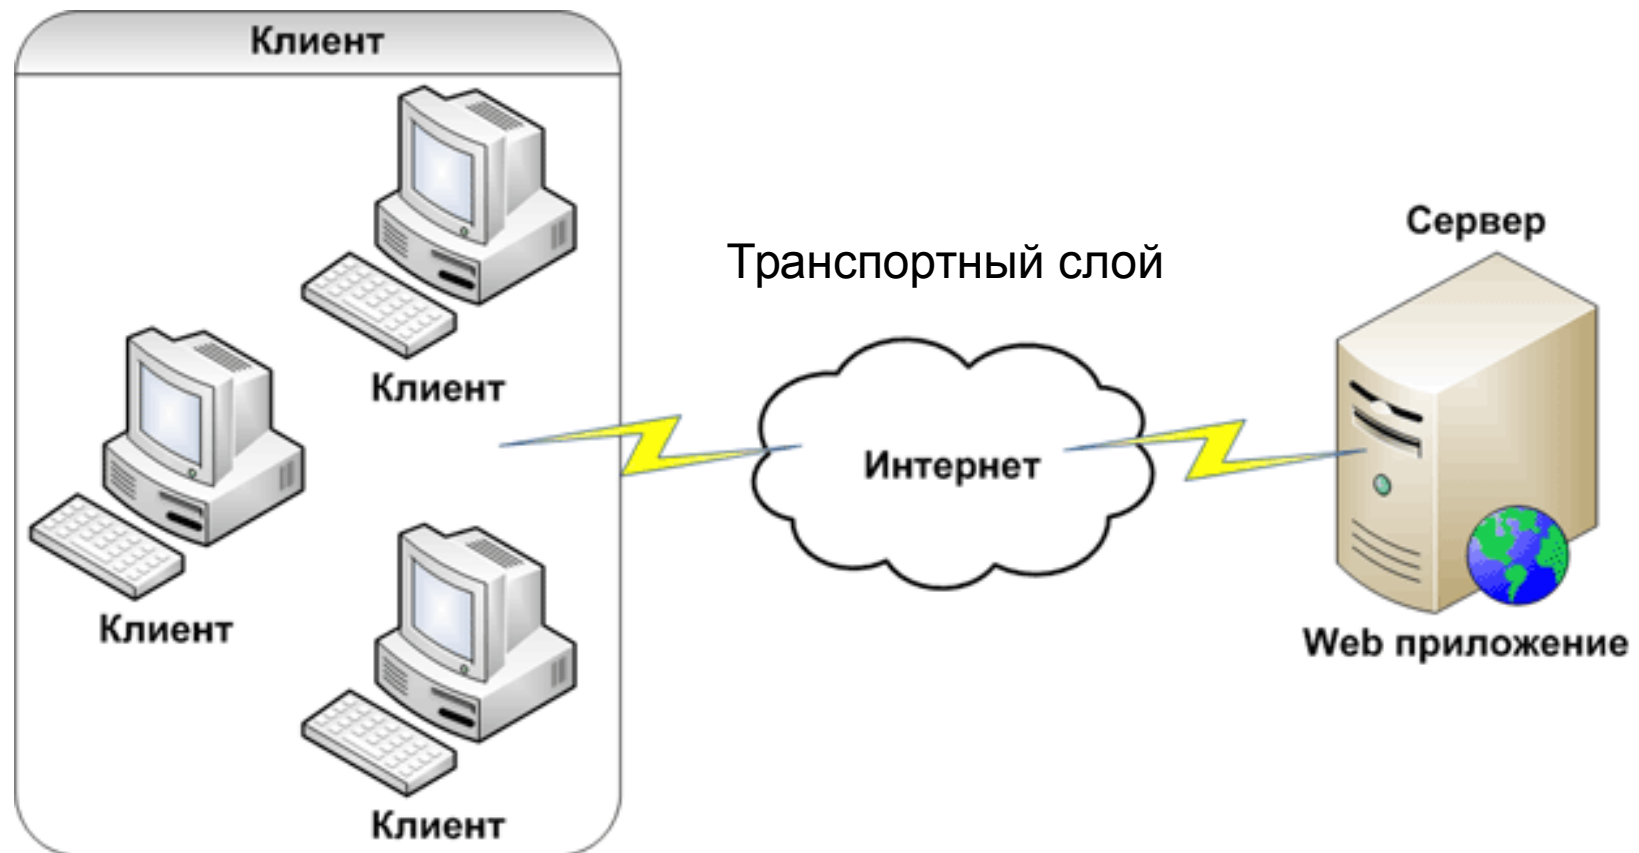 Клиент
Клиент
Клиент
Клиент
Транспортный слой
Интернет
Сервер
Web приложение